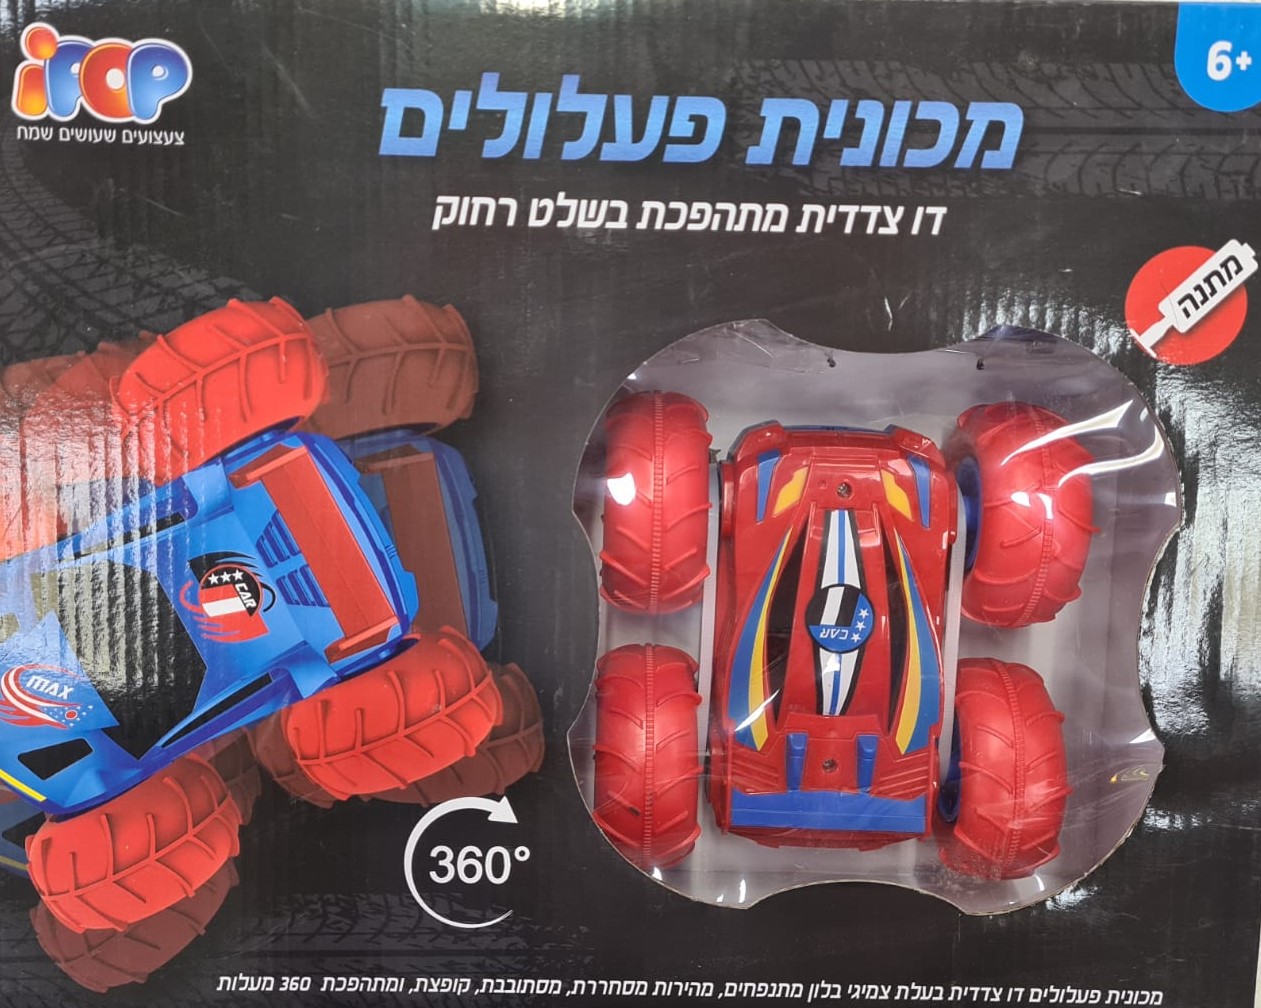 iPOP
צעצועים שעושים שמח
6+
מכונית פעלולים
דו צדדית מתהפכת בשלט רחוק
מתנה
CAR
MAX
CAR
360°
מכונית פעלולים דו צדדית בעלת צמיגי בלון מתנפחים, מהירות מסחררת, מסתובבת, קופצת, ומתהפכת 360 מעלות